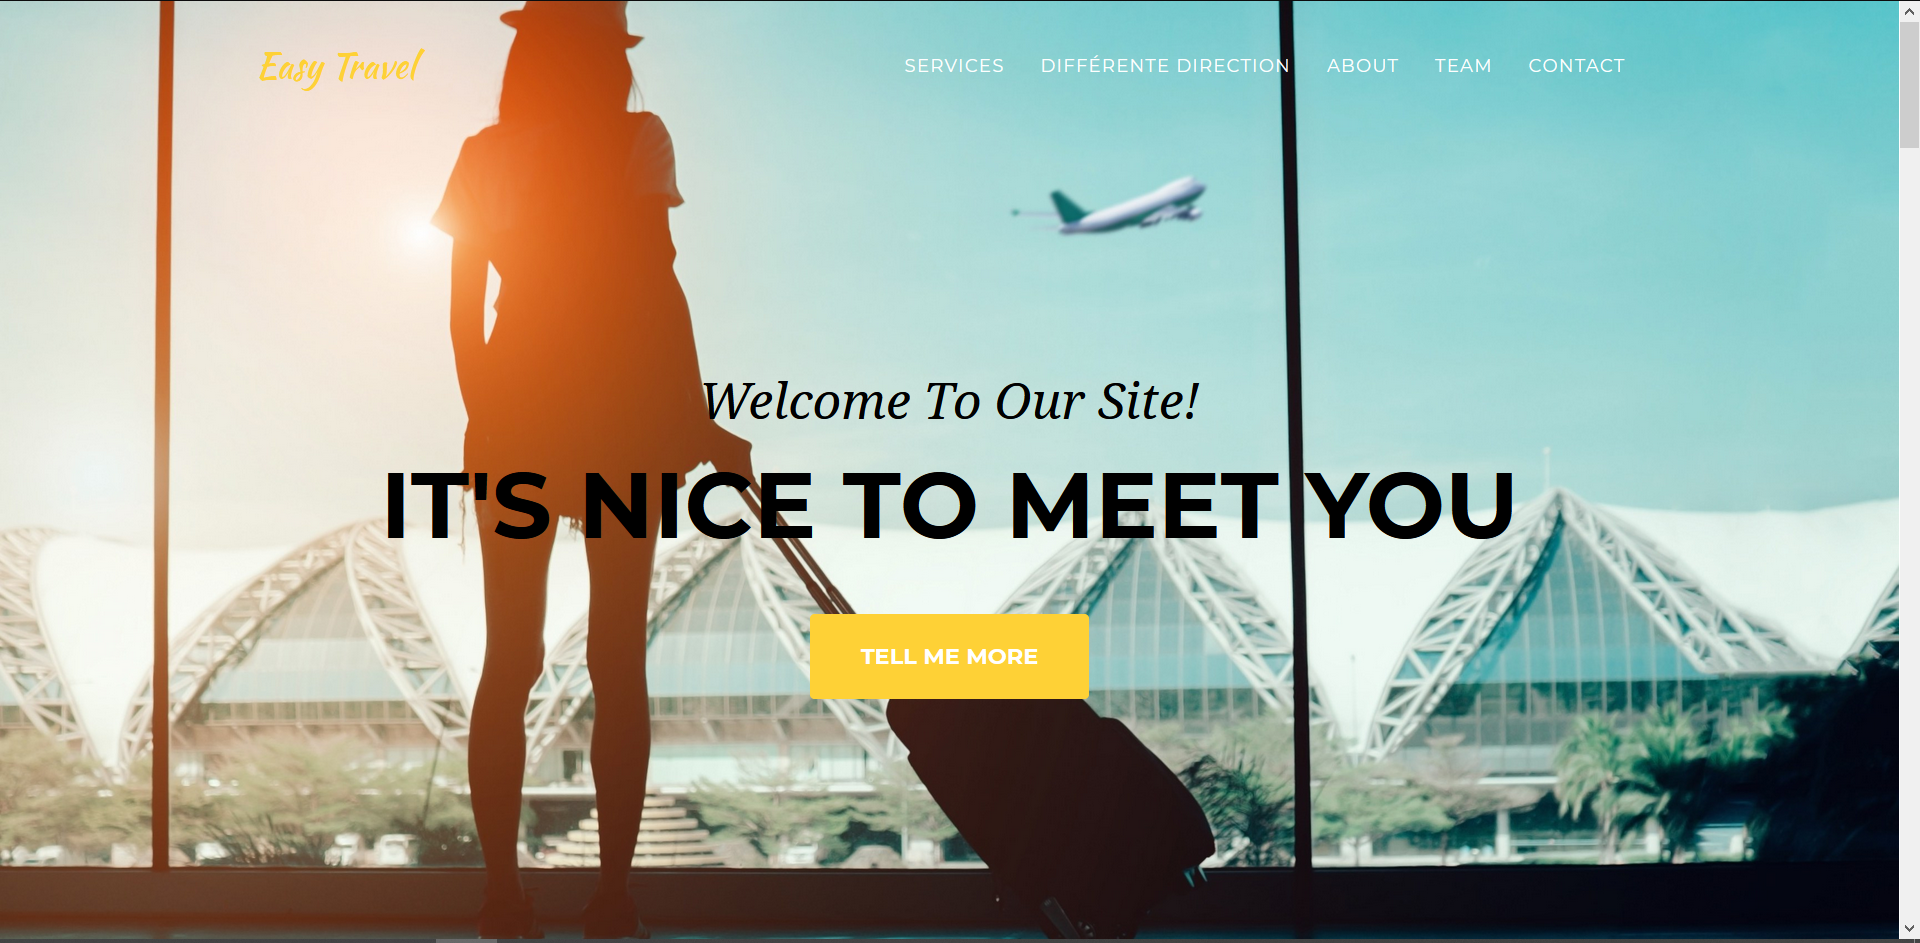 Easy Travel
SERVICES DIFFÉRENTE DIRECTION ABOUT TEAM CONTACT
Welcome To Our Site!
IT'S NICE TO MEET YOU
TELL ME MORE